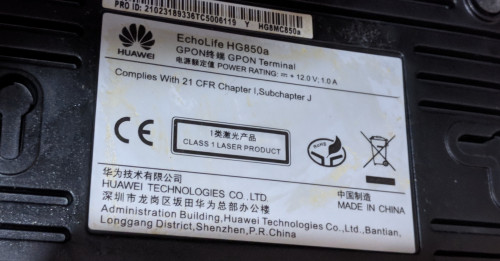 PROD ID: 21023189336TC5006119 Y HG8MC850a
EchoLife HG850a
GPON终端 GPON Terminal
电源额定值 POWER RATING: ⎓ +12.0V; 1.0A
HUAWEI
Complies With 21 CFR Chapter I,Subchapter J
CE
1类激光产品
CLASS 1 LASER PRODUCT
华为技术有限公司
HUAWEI TECHNOLOGIES CO.,LTD.
中国制造
MADE IN CHINA
深圳市龙岗区坂田华为总部办公楼
Administration Building,Huawei Technologies Co.,Ltd.,Bantian,
Longgang District,Shenzhen,P.R.China